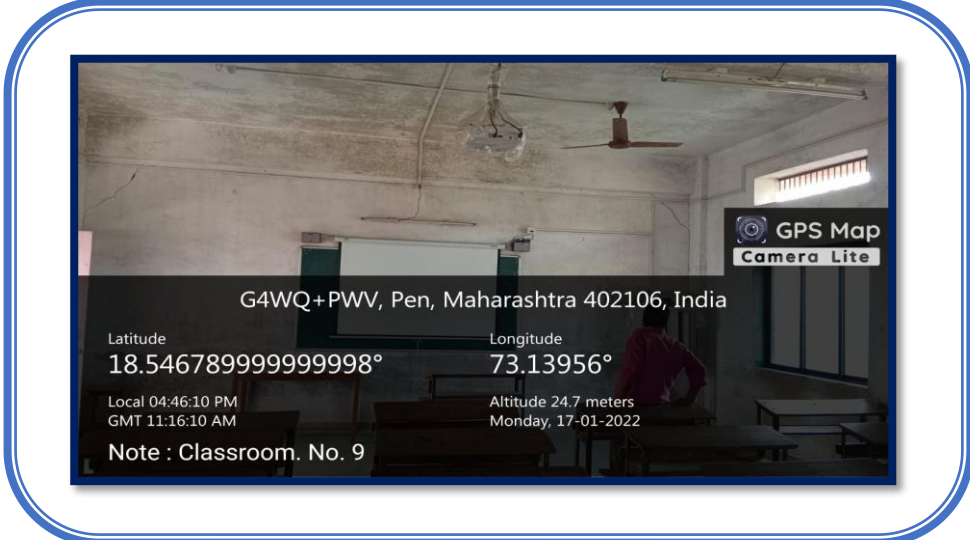 GPS Map
Camera Lite
G4WQ+PWV, Pen, Maharashtra 402106, India
Latitude
18.546789999999998°
Longitude
73.13956°
Local 04:46:10 PM
GMT 11:16:10 AM
Altitude 24.7 meters
Monday, 17-01-2022
Note : Classroom. No. 9